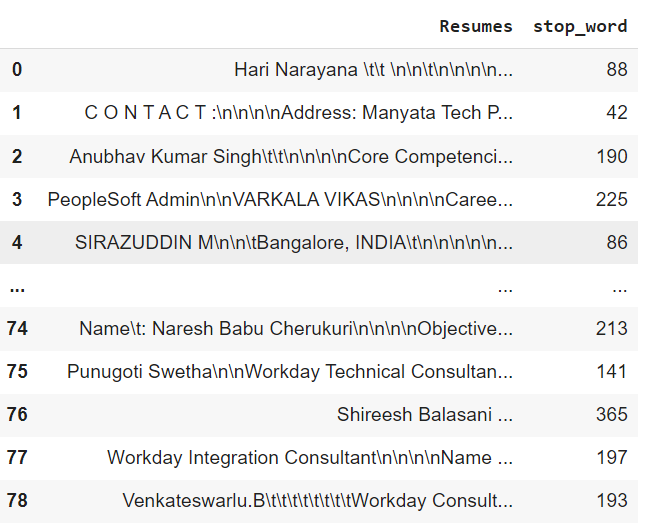 Resumes stop_word
0 Hari Narayana \t\t \n\n\t\n\n\n\n... 88
1 C O N T A C T :\n\n\n\nAddress: Manyata Tech P... 42
2 Anubhav Kumar Singh\t\t\n\n\n\nCore Competenci... 190
3 PeopleSoft Admin\n\nVARKALA VIKAS\n\n\n\nCaree... 225
4 SIRAZUDDIN M\n\n\tBangalore, INDIA\t\n\n\n\n\n... 86
... ... ...
74 Name\t: Naresh Babu Cherukuri\n\n\n\nObjective... 213
75 Punugoti Swetha\n\nWorkday Technical Consultan... 141
76 Shireesh Balasani ... 365
77 Workday Integration Consultant\n\n\n\nName ... 197
78 Venkateswarlu.B\t\t\t\t\t\t\t\tWorkday Consult... 193